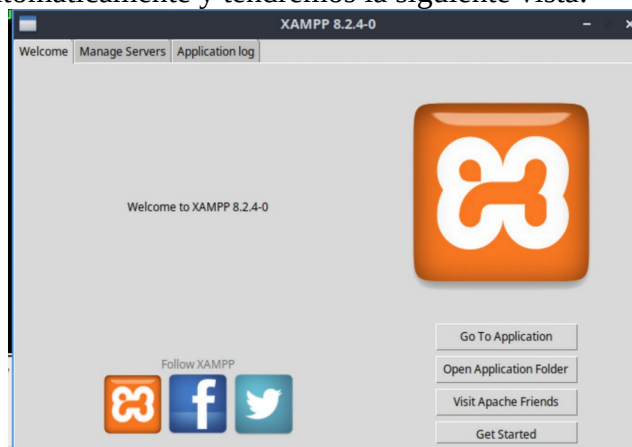 automáticamente y tendremos la siguiente vista:
XAMPP 8.2.4-0
Welcome Manage Servers Application log
Welcome to XAMPP 8.2.4-0
Go To Application
Open Application Folder
Visit Apache Friends
Get Started
Follow XAMPP